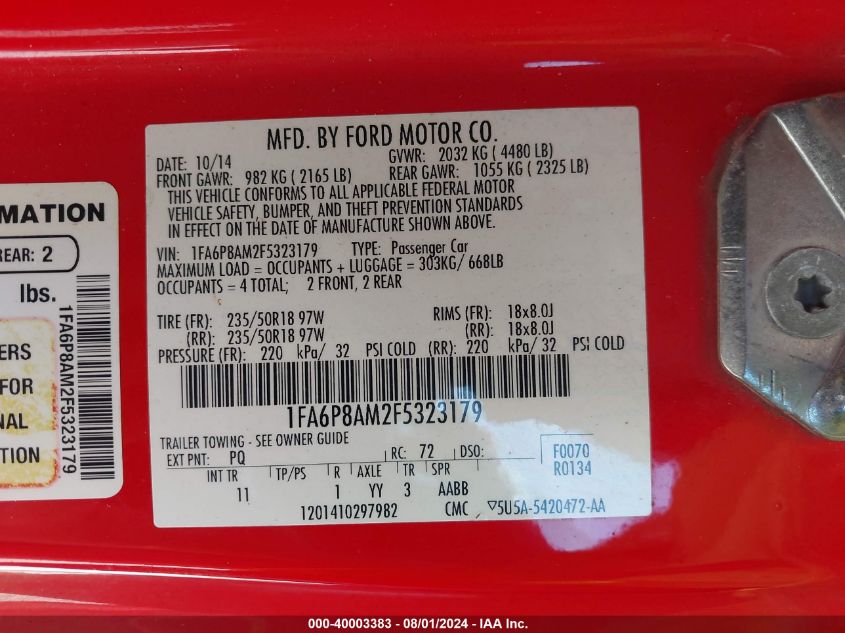 MFD. BY FORD MOTOR CO.
DATE: 10/14 GVWR: 2032 KG ( 4480 LB)
FRONT GAWR: 982 KG ( 2165 LB) REAR GAWR: 1055 KG ( 2325 LB)
THIS VEHICLE CONFORMS TO ALL APPLICABLE FEDERAL MOTOR
VEHICLE SAFETY, BUMPER, AND THEFT PREVENTION STANDARDS
IN EFFECT ON THE DATE OF MANUFACTURE SHOWN ABOVE.
VIN: 1FA6P8AM2F5323179 TYPE: Passenger Car
MAXIMUM LOAD = OCCUPANTS + LUGGAGE = 303KG/ 668LB
OCCUPANTS = 4 TOTAL; 2 FRONT, 2 REAR
TIRE (FR): 235/50R18 97W RIMS (FR): 18x8.0J
(RR): 235/50R18 97W (RR): 18x8.0J
PRESSURE (FR): 220 kPa/ 32 PSI COLD (RR): 220 kPa/ 32 PSI COLD
1FA6P8AM2F5323179
TRAILER TOWING - SEE OWNER GUIDE
EXT PNT: PQ RC: 72 DSO: F0070
R0134
INT TR TP/PS R AXLE TR SPR
11 1 YY 3 AABB
1201410297982 CMC ▽5U5A-5420472-AA
RMATION
REAR: 2
lbs.
1FA6P8AM2F5323179
ERS
FOR
NAL
TION
000-40003383 - 08/01/2024 - IAA Inc.